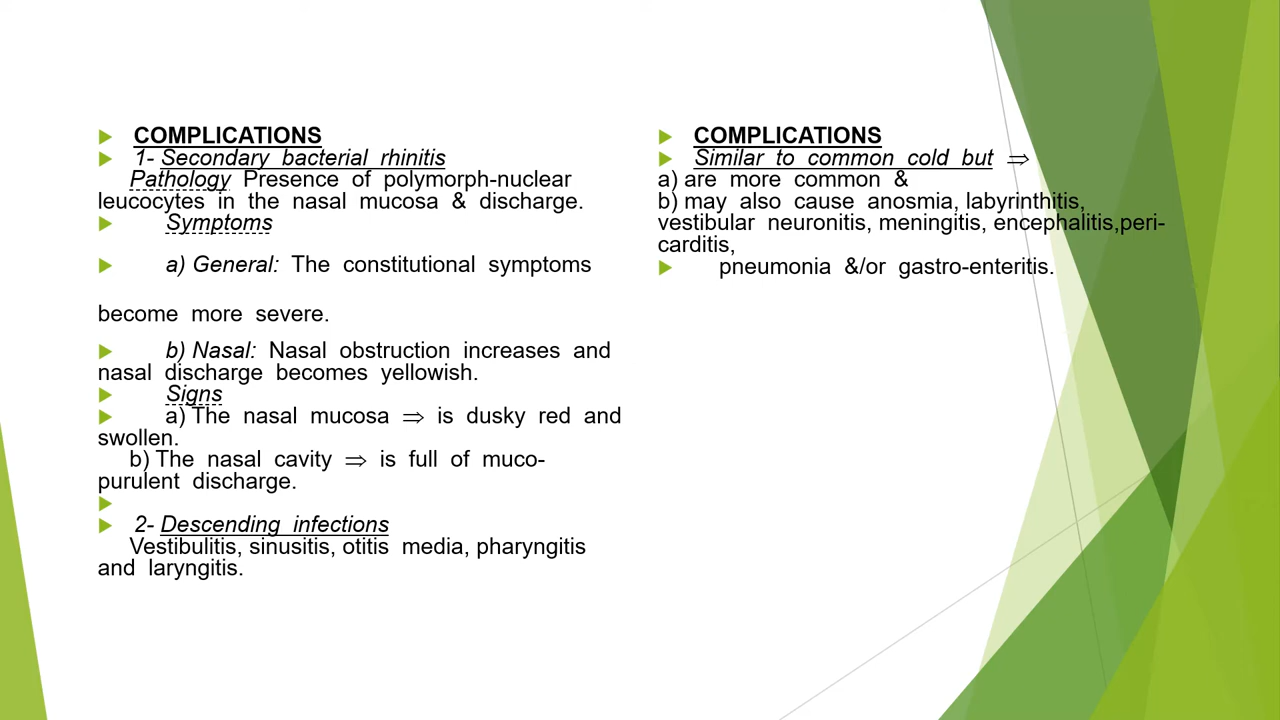 COMPLICATIONS
1- Secondary bacterial rhinitis
Pathology Presence of polymorph-nuclear
leucocytes in the nasal mucosa & discharge.
Symptoms
a) General: The constitutional symptoms
become more severe.
b) Nasal: Nasal obstruction increases and
nasal discharge becomes yellowish.
Signs
a) The nasal mucosa ⇒ is dusky red and
swollen.
b) The nasal cavity ⇒ is full of muco-
purulent discharge.
2- Descending infections
Vestibulitis, sinusitis, otitis media, pharyngitis
and laryngitis.
COMPLICATIONS
Similar to common cold but ⇒
a) are more common &
b) may also cause anosmia, labyrinthitis,
vestibular neuronitis, meningitis, encephalitis,peri-
carditis,
pneumonia &/or gastro-enteritis.